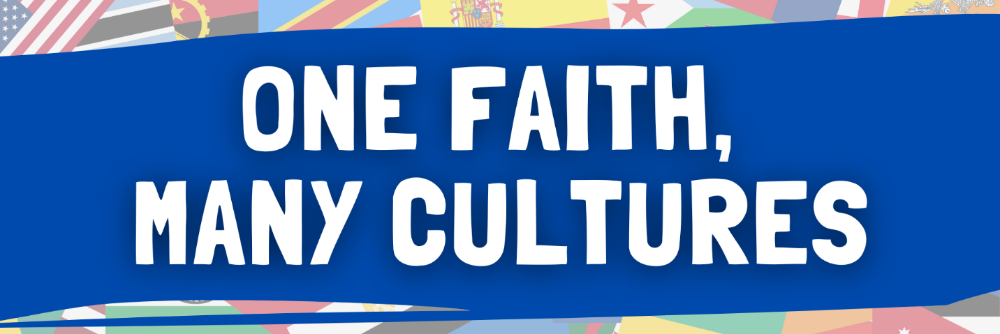 ONE FAITH,
MANY CULTURES